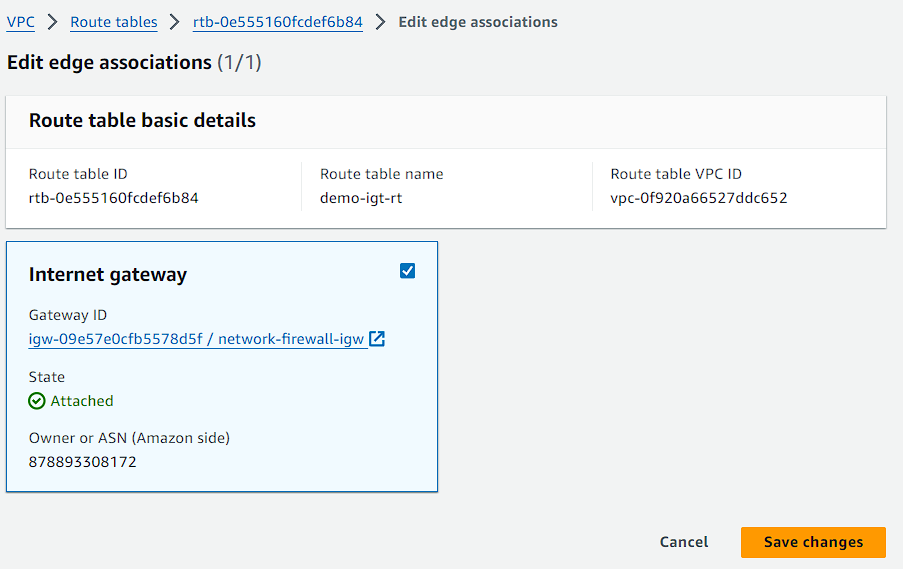 VPC > Route tables > rtb-0e555160fcdef6b84 > Edit edge associations
Edit edge associations (1/1)
Route table basic details
Route table ID
rtb-0e555160fcdef6b84
Route table name
demo-igt-rt
Route table VPC ID
vpc-0f920a66527ddc652
Internet gateway
Gateway ID
igw-09e57e0cfb5578d5f / network-firewall-igw
State
Attached
Owner or ASN (Amazon side)
878893308172
Cancel
Save changes